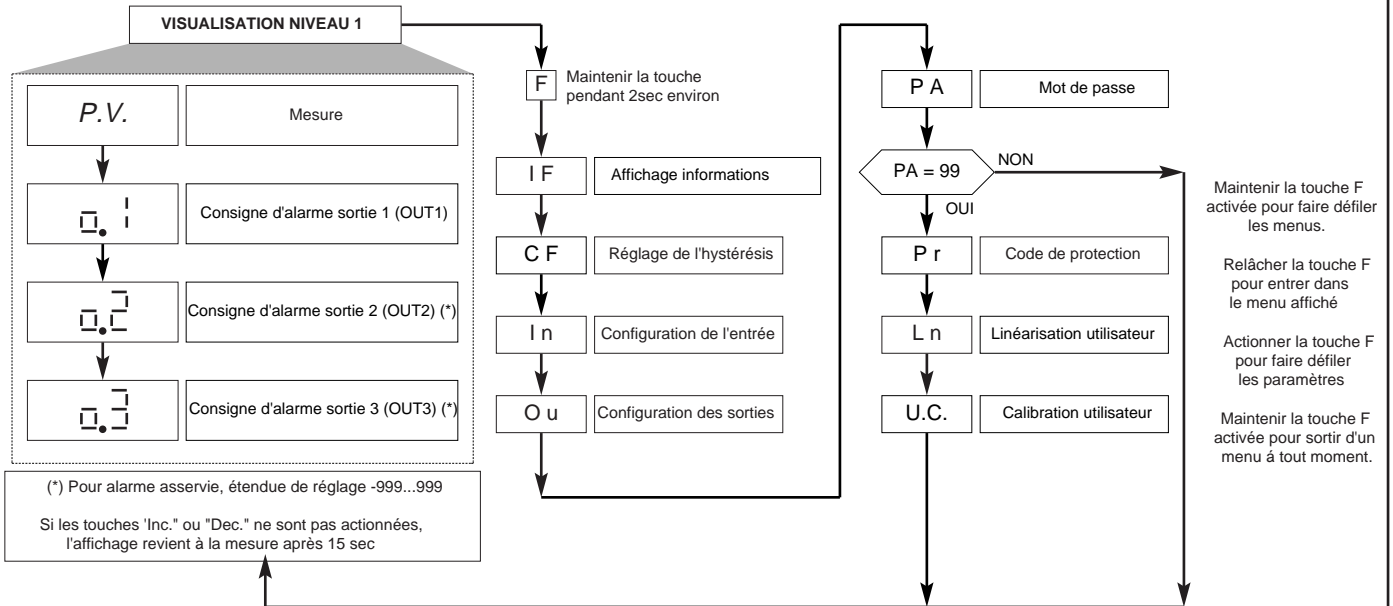 VISUALISATION NIVEAU 1
P.V.
Mesure
o.1
Consigne d'alarme sortie 1 (OUT1)
o.2
Consigne d'alarme sortie 2 (OUT2) (*)
o.3
Consigne d'alarme sortie 3 (OUT3) (*)
(*) Pour alarme asservie, étendue de réglage -999...999
Si les touches 'Inc." ou "Dec." ne sont pas actionnées,
l'affichage revient à la mesure après 15 sec
F
Maintenir la touche
pendant 2sec environ
I F
Affichage informations
C F
Réglage de l'hystérésis
I n
Configuration de l'entrée
O u
Configuration des sorties
P A
Mot de passe
PA = 99
NON
OUI
P r
Code de protection
L n
Linéarisation utilisateur
U.C.
Calibration utilisateur
Maintenir la touche F
activée pour faire défiler
les menus.
Relâcher la touche F
pour entrer dans
le menu affiché
Actionner la touche F
pour faire défiler
les paramètres
Maintenir la touche F
activée pour sortir d'un
menu á tout moment.